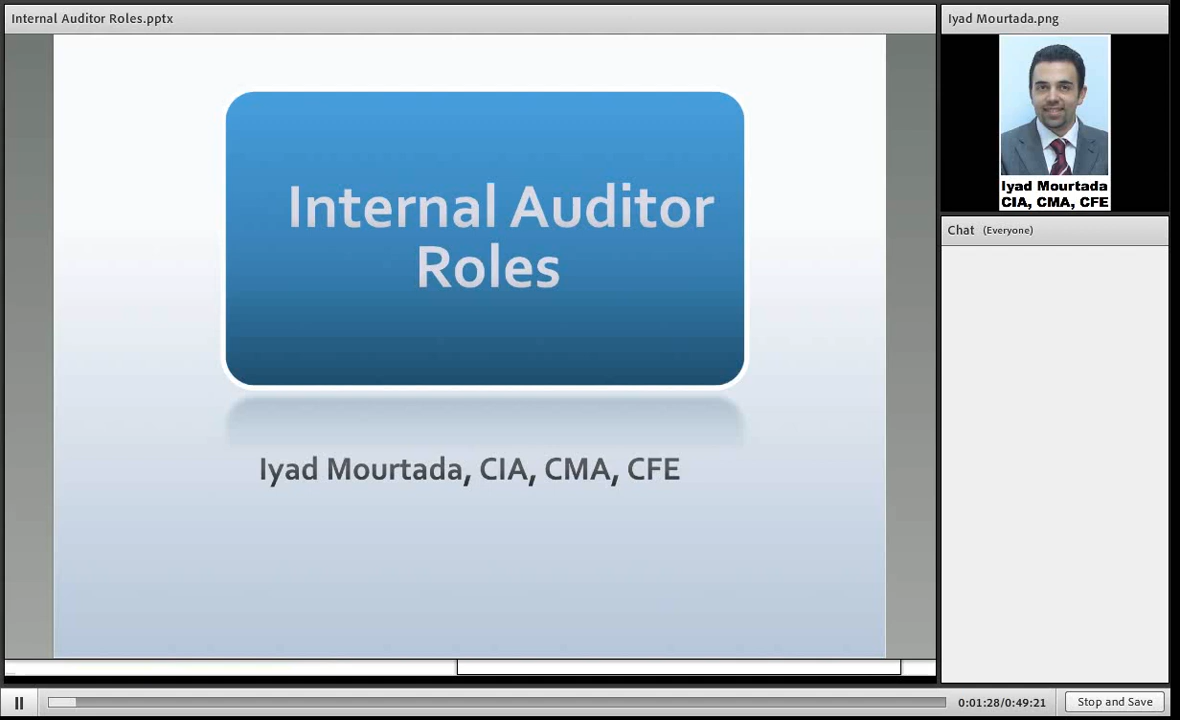 Internal Auditor Roles.pptx
Iyad Mourtada.png
Internal Auditor
Roles
Iyad Mourtada, CIA, CMA, CFE
Iyad Mourtada
CIA, CMA, CFE
Chat (Everyone)
0:01:28/0:49:21
Stop and Save